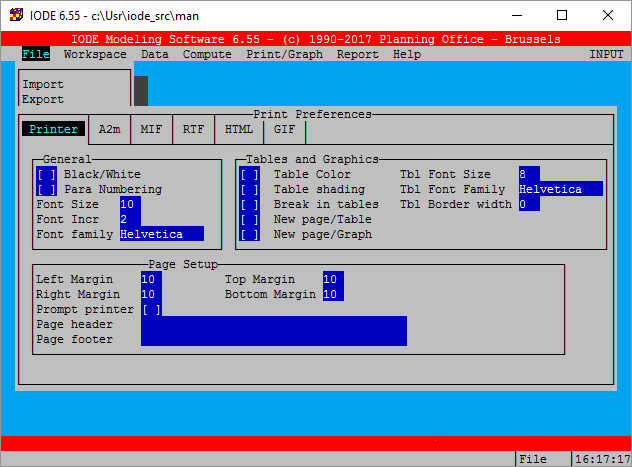 IODE 6.55 - c:\Usr\iode_src\man
IODE Modeling Software 6.55 - (c) 1990-2017 Planning Office - Brussels
File Workspace Data Compute Print/Graph Report Help INPUT
Import
Export
Print Preferences
Printer A2m MIF RTF HTML GIF
General Tables and Graphics
[ ] Black/White [ ] Table Color Tbl Font Size 8
[ ] Para Numbering [ ] Table shading Tbl Font Family Helvetica
Font Size 10 [ ] Break in tables Tbl Border width 0
Font Incr 2 [ ] New page/Table
Font family Helvetica [ ] New page/Graph
Page Setup
Left Margin 10 Top Margin 10
Right Margin 10 Bottom Margin 10
Prompt printer [ ]
Page header
Page footer
File 16:17:17